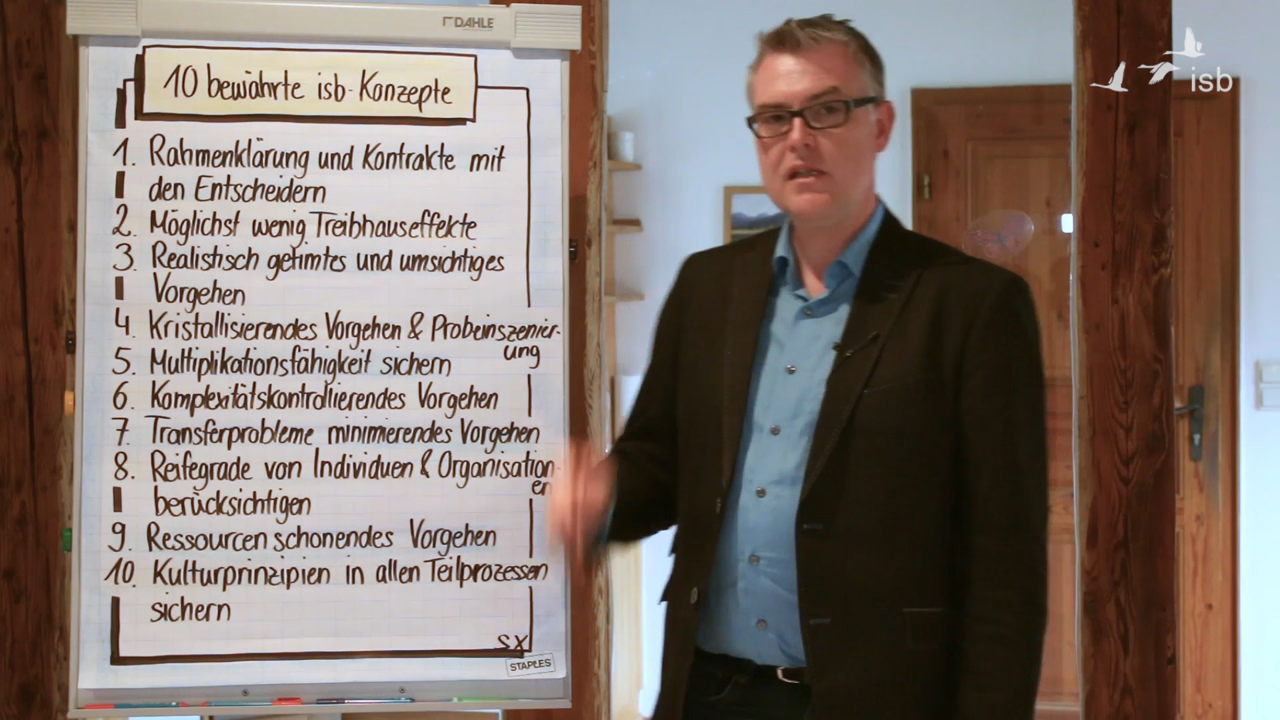 DAHLE
10 bewährte isb-Konzepte
1. Rahmenklärung und Kontrakte mit
den Entscheidern
2. Möglichst wenig Treibhauseffekte
3. Realistisch getimtes und umsichtiges
Vorgehen
4. Kristallisierendes Vorgehen & Probeinszenier-
ung
5. Multiplikationsfähigkeit sichern
6. Komplexitätskontrollierendes Vorgehen
7. Transferprobleme minimierendes Vorgehen
8. Reifegrade von Individuen & Organisation
en
berücksichtigen
9. Ressourcen schonendes Vorgehen
10. Kulturprinzipien in allen Teilprozessen
sichern
SX
STAPLES
isb